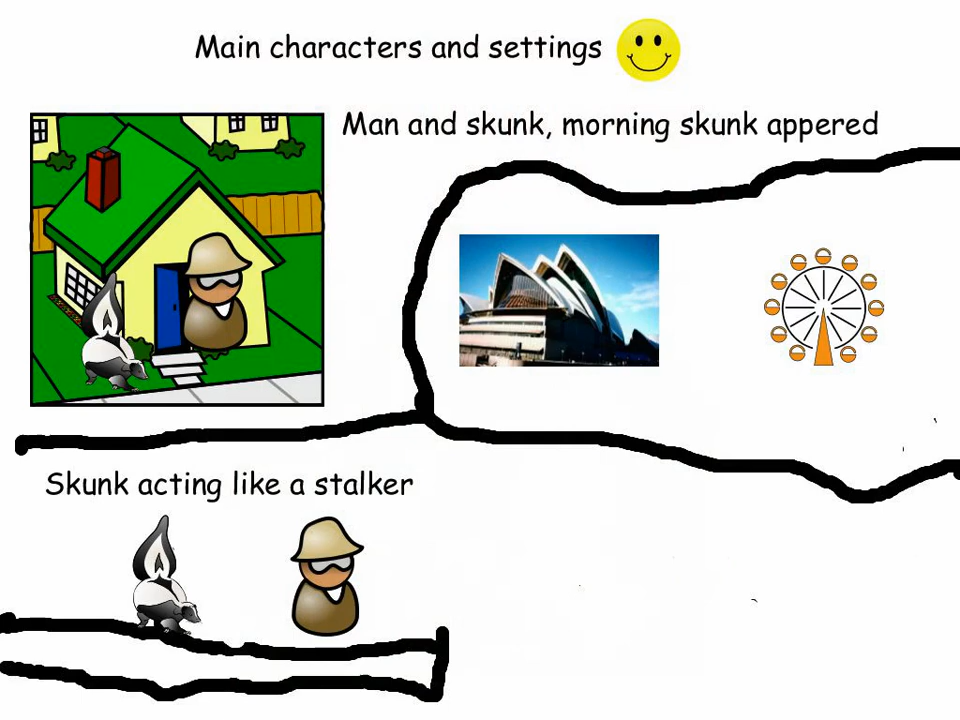 Main characters and settings
Man and skunk, morning skunk appered
Skunk acting like a stalker